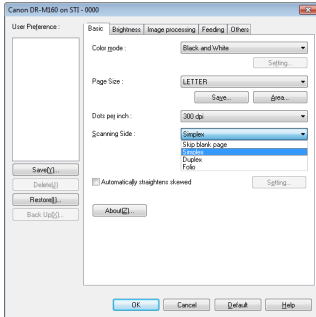 Canon DR-M160 on STI - 0000
User Preference :
Save(Y)...
Delete(J)
Restore(I)...
Back Up(X)...
Basic Brightness Image processing Feeding Others
Color mode : Black and White
Setting...
Page Size : LETTER
Save... Area...
Dots per inch : 300 dpi
Scanning Side : Simplex
Skip blank page
Simplex
Duplex
Folio
Automatically straightens skewed Setting...
About(Z)...
OK Cancel Default Help